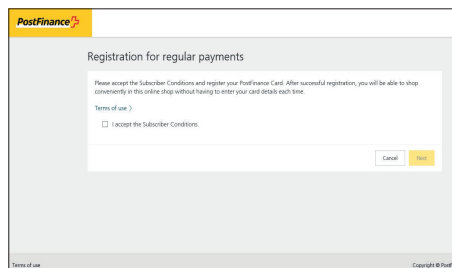 PostFinance
Registration for regular payments
Please accept the Subscriber Conditions and register your PostFinance Card. After successful registration, you will be able to shop
conveniently in this online shop without having to enter your card details each time.
Terms of use >
I accept the Subscriber Conditions.
Cancel Next
Terms of use Copyright © PostF